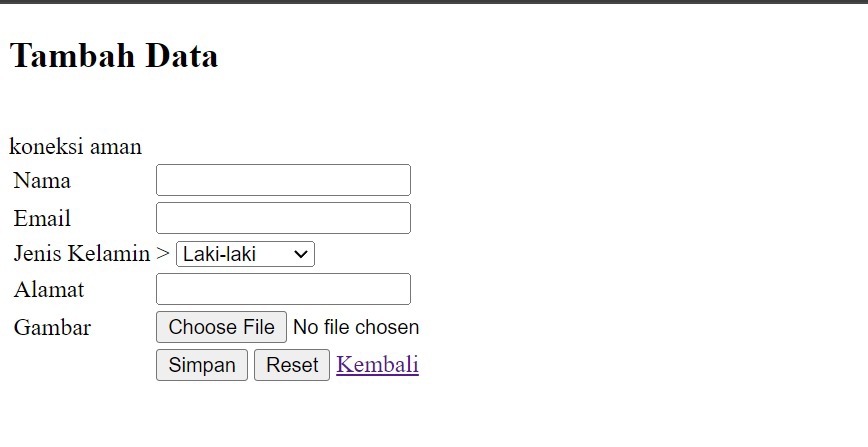 Tambah Data
koneksi aman
Nama
Email
Jenis Kelamin > Laki-laki
Alamat
Gambar Choose File No file chosen
Simpan Reset Kembali